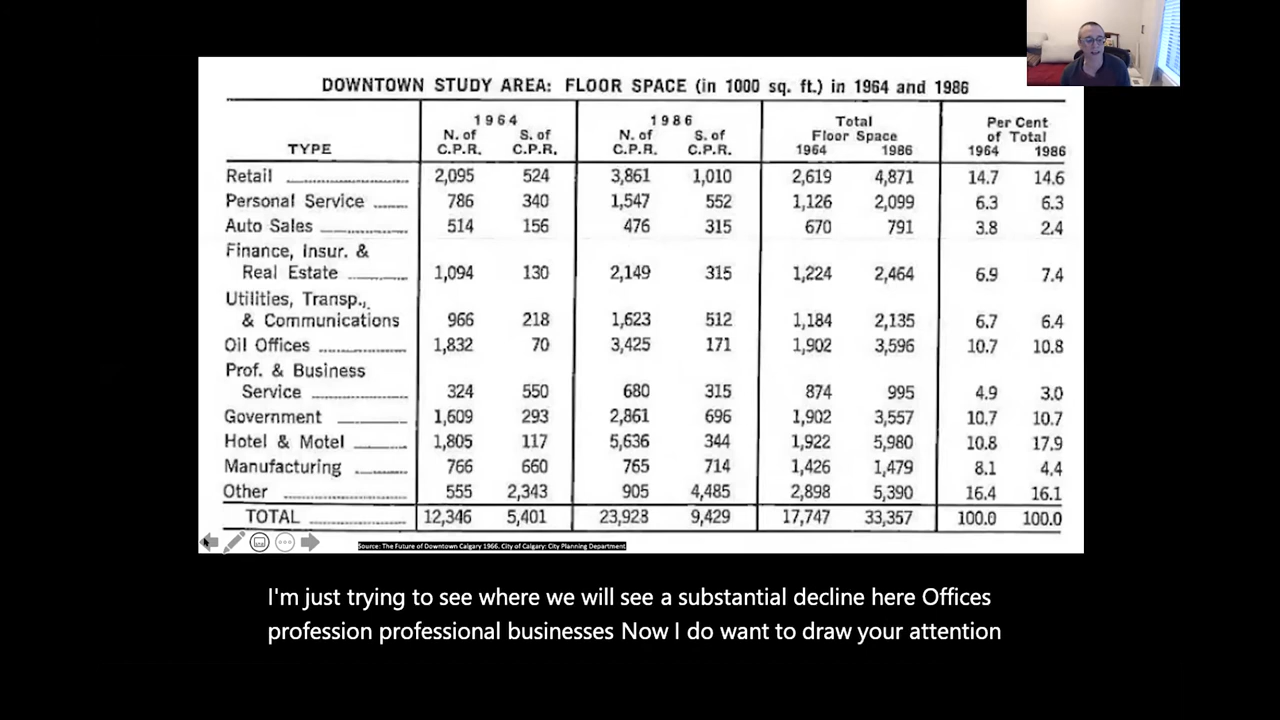 DOWNTOWN STUDY AREA: FLOOR SPACE (in 1000 sq. ft.) in 1964 and 1986
1964 1986 Total Per Cent
N. of S. of N. of S. of Floor Space of Total
TYPE C.P.R. C.P.R. C.P.R. C.P.R. 1964 1986 1964 1986
Retail 2,095 524 3,861 1,010 2,619 4,871 14.7 14.6
Personal Service 786 340 1,547 552 1,126 2,099 6.3 6.3
Auto Sales 514 156 476 315 670 791 3.8 2.4
Finance, Insur. &
Real Estate 1,094 130 2,149 315 1,224 2,464 6.9 7.4
Utilities, Transp.,
& Communications 966 218 1,623 512 1,184 2,135 6.7 6.4
Oil Offices 1,832 70 3,425 171 1,902 3,596 10.7 10.8
Prof. & Business
Service 324 550 680 315 874 995 4.9 3.0
Government 1,609 293 2,861 696 1,902 3,557 10.7 10.7
Hotel & Motel 1,805 117 5,636 344 1,922 5,980 10.8 17.9
Manufacturing 766 660 765 714 1,426 1,479 8.1 4.4
Other 555 2,343 905 4,485 2,898 5,390 16.4 16.1
TOTAL 12,346 5,401 23,928 9,429 17,747 33,357 100.0 100.0
Source: The Future of Downtown Calgary 1966. City of Calgary: City Planning Department
I'm just trying to see where we will see a substantial decline here Offices
profession professional businesses Now I do want to draw your attention